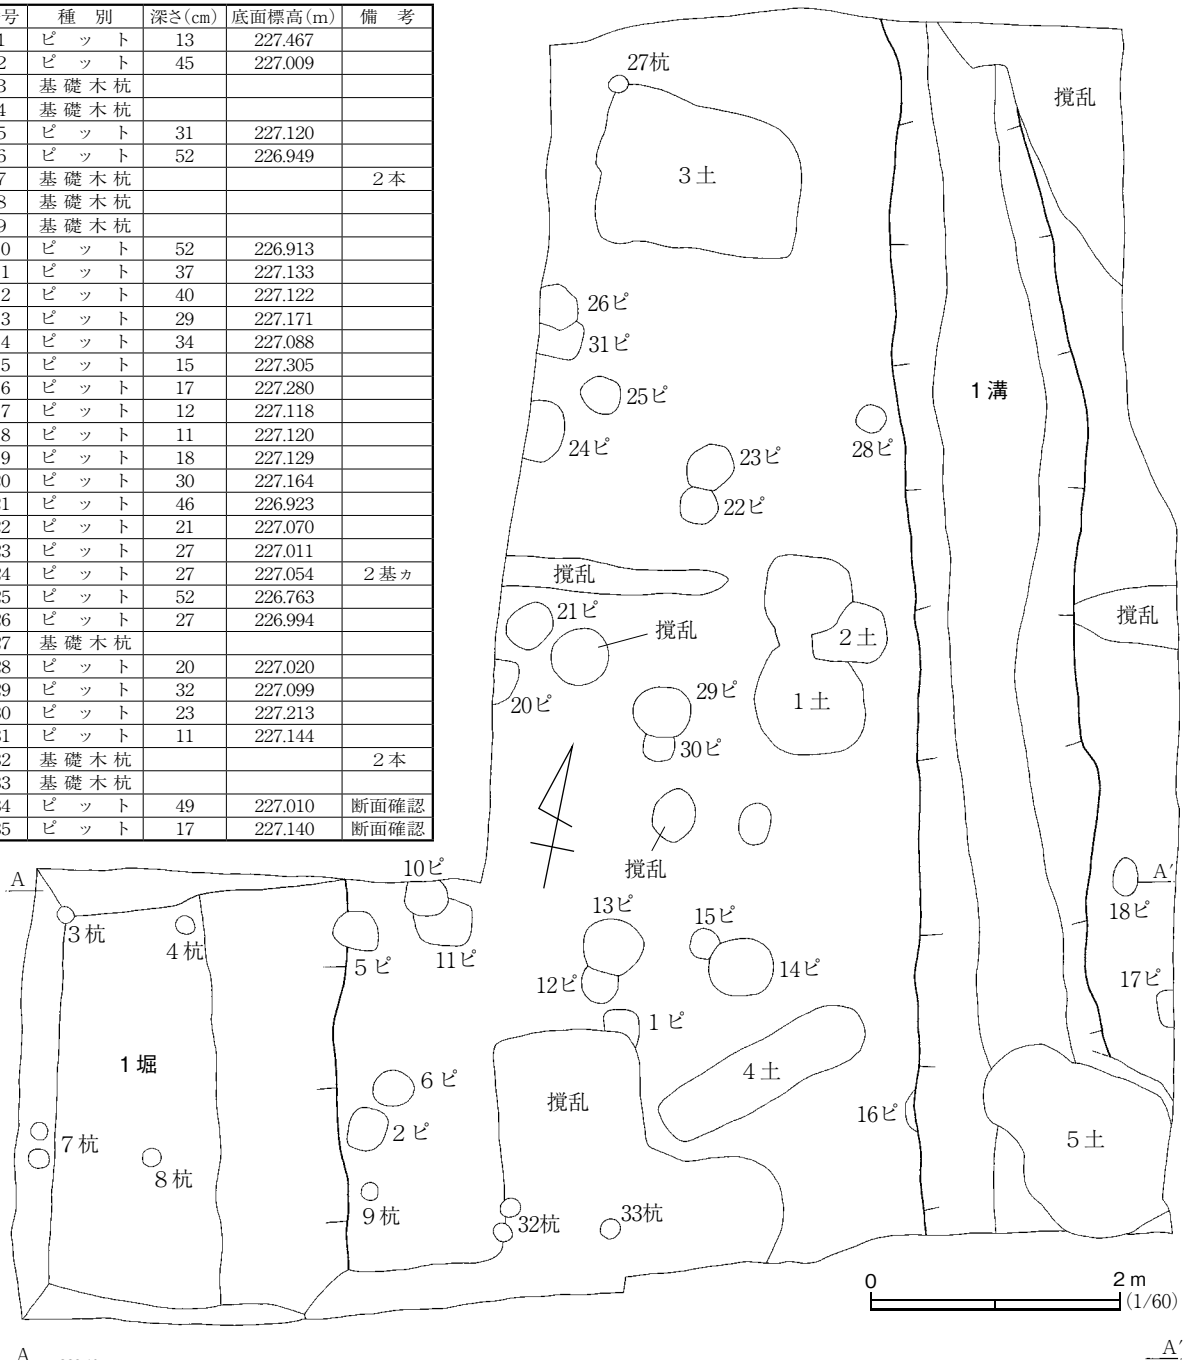 号 種別 深さ(㎝) 底面標高(m) 備考
1 ピット 13 227.467
2 ピット 45 227.009
3 基礎木杭
4 基礎木杭
5 ピット 31 227.120
6 ピット 52 226.949
7 基礎木杭 2本
8 基礎木杭
9 基礎木杭
0 ピット 52 226.913
1 ピット 37 227.133
2 ピット 40 227.122
3 ピット 29 227.171
4 ピット 34 227.088
5 ピット 15 227.305
6 ピット 17 227.280
7 ピット 12 227.118
8 ピット 11 227.120
9 ピット 18 227.129
0 ピット 30 227.164
1 ピット 46 226.923
2 ピット 21 227.070
3 ピット 27 227.011
4 ピット 27 227.054 2基ヵ
5 ピット 52 226.763
6 ピット 27 226.994
7 基礎木杭
8 ピット 20 227.020
9 ピット 32 227.099
0 ピット 23 227.213
1 ピット 11 227.144
2 基礎木杭 2本
3 基礎木杭
4 ピット 49 227.010 断面確認
5 ピット 17 227.140 断面確認
27杭
攪乱
3土
26ピ
31ピ
25ピ
1溝
24ピ
28ピ
23ピ
22ピ
攪乱
21ピ
攪乱
攪乱
2土
20ピ
29ピ
1土
30ピ
攪乱
A
10ピ
A′
18ピ
3杭
4杭
5ピ
11ピ
13ピ
15ピ
12ピ
14ピ
17ピ
1ピ
1堀
6ピ
4土
攪乱
16ピ
2ピ
5土
7杭
8杭
9杭
32杭
33杭
0 2m
(1/60)
A
A′